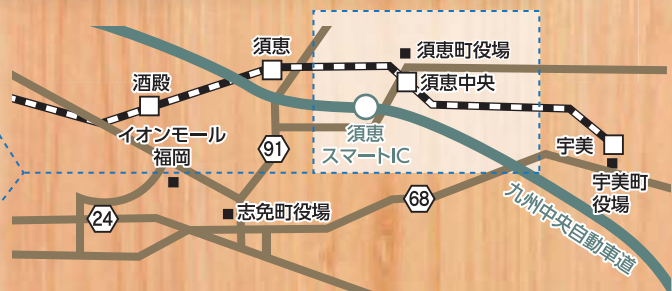 須恵
須恵町役場
酒殿
須恵中央
イオンモール
福岡
須恵
スマートIC
91
宇美
宇美町
役場
68
24
志免町役場
九州中央自動車道